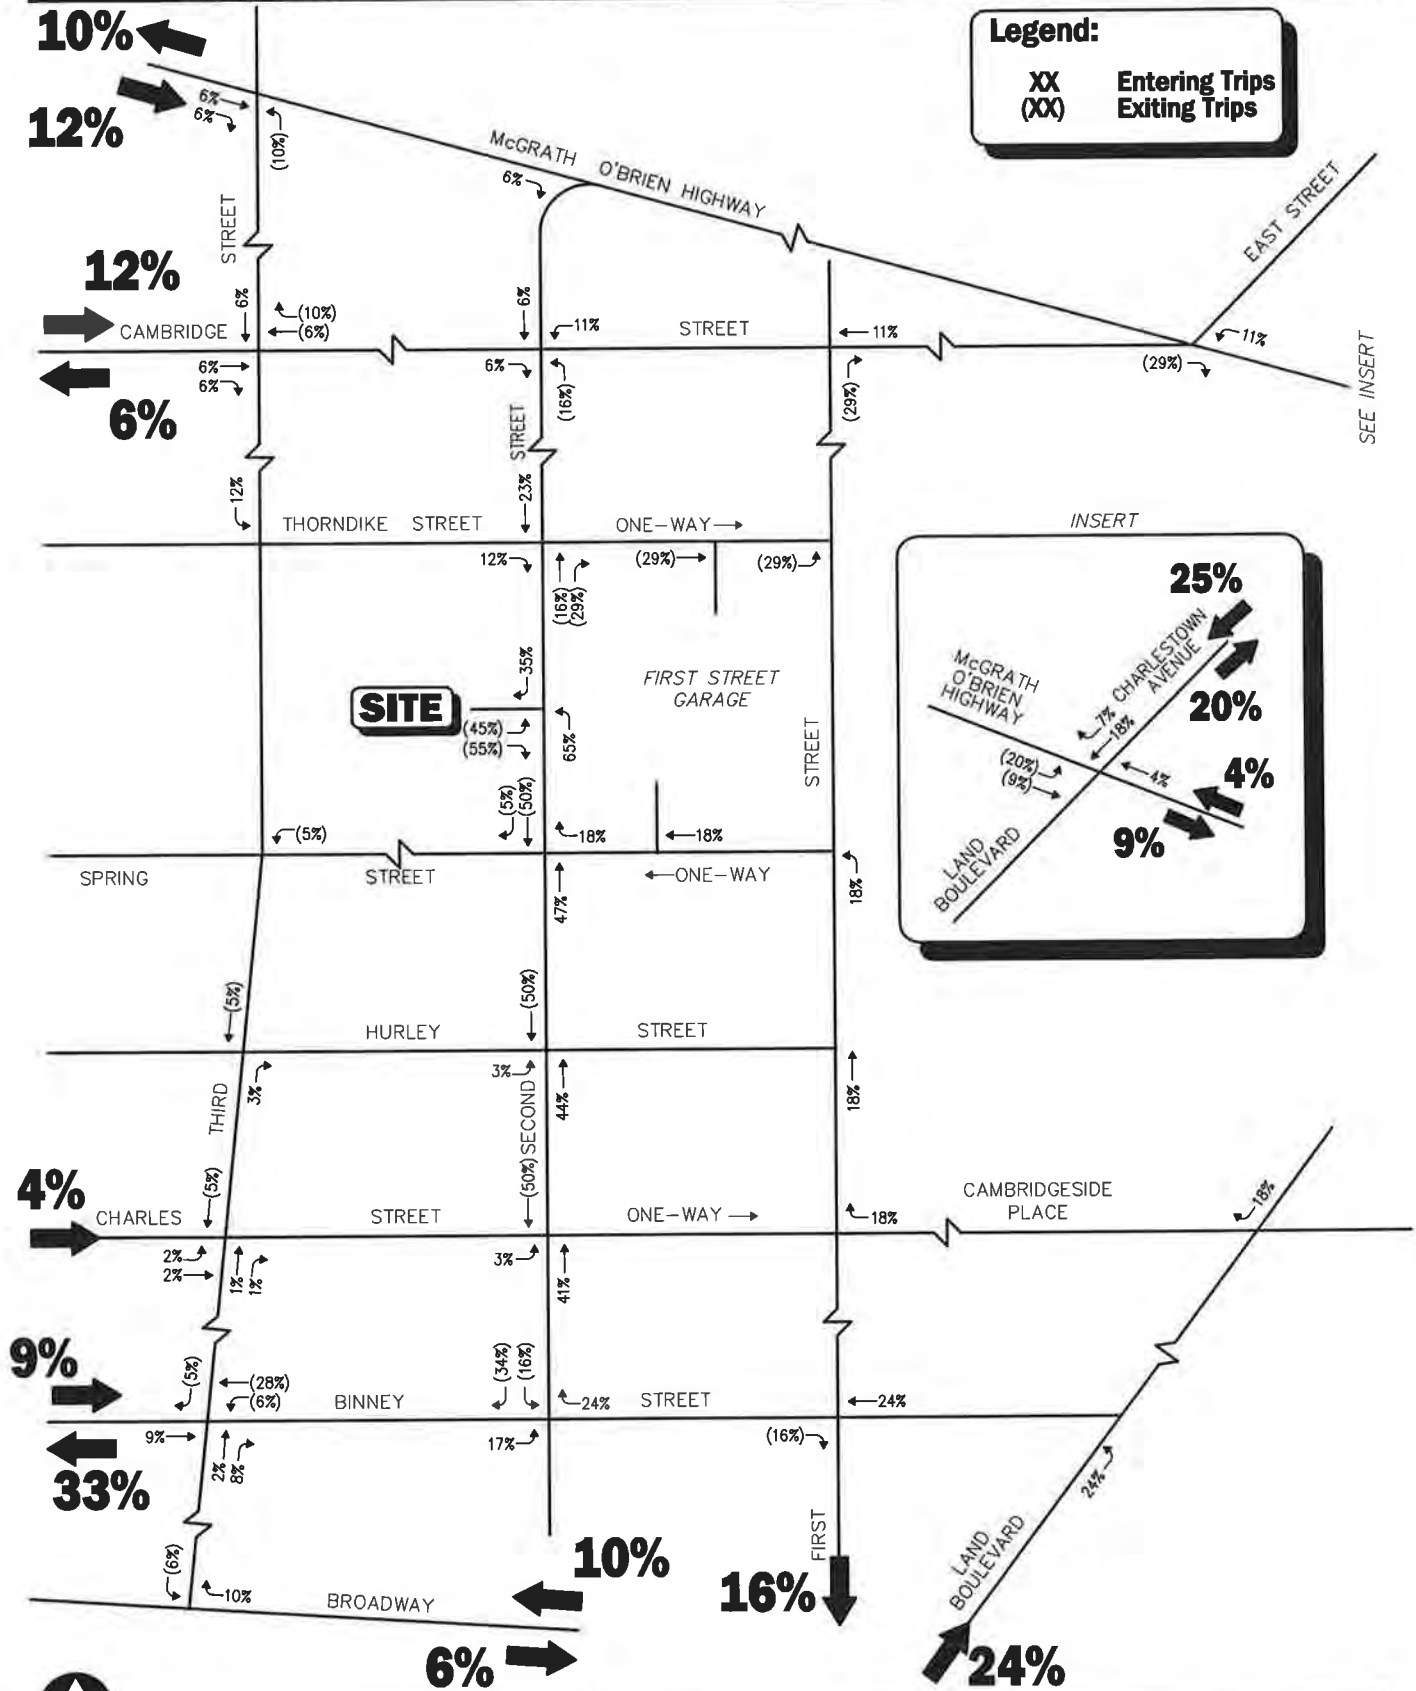 10%
12%
Legend:
XX Entering Trips
(XX) Exiting Trips
6%
6%
(10%)
McGRATH O'BRIEN HIGHWAY
6%
STREET
EAST STREET
12%
6%
(10%)
(6%)
6%
11%
11%
11%
CAMBRIDGE STREET
6%
6%
6%
(16%)
(29%)
(29%)
SEE INSERT
6%
STREET
12%
23%
THORNDIKE STREET ONE-WAY
12%
(16%)
(29%)
(29%)
(29%)
INSERT
25%
CHARLESTOWN
AVENUE
McGRATH
O'BRIEN
HIGHWAY
7%
18%
20%
(20%)
(9%)
4%
4%
9%
LAND
BOULEVARD
35%
FIRST STREET
GARAGE
SITE
(45%)
(55%)
65%
STREET
(5%)
(50%)
(5%)
18%
18%
SPRING STREET ONE-WAY
47%
18%
(5%)
(50%)
HURLEY STREET
3%
3%
44%
18%
THIRD
SECOND
4%
(5%)
(50%)
CHARLES STREET ONE-WAY
18%
CAMBRIDGESIDE
PLACE
18%
2%
2%
1%
1%
3%
41%
9%
(5%)
(28%)
(6%)
(34%)
(16%)
BINNEY STREET
24%
24%
9%
2%
8%
17%
(16%)
24%
33%
FIRST
LAND
BOULEVARD
(6%)
10%
BROADWAY
10%
16%
6%
24%